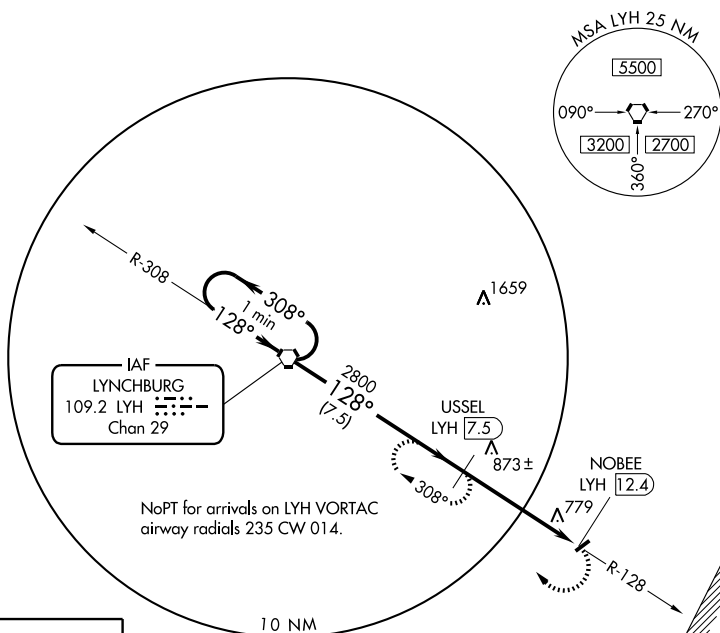 MSA LYH 25 NM
5500
090°
270°
3200
2700
360°
R-308
308°
1 min
128°
1659
IAF
LYNCHBURG
109.2 LYH
Chan 29
2800
128°
(7.5)
USSEL
LYH 7.5
873±
308°
NOBEE
LYH 12.4
779
NoPT for arrivals on LYH VORTAC
airway radials 235 CW 014.
R-128
10 NM